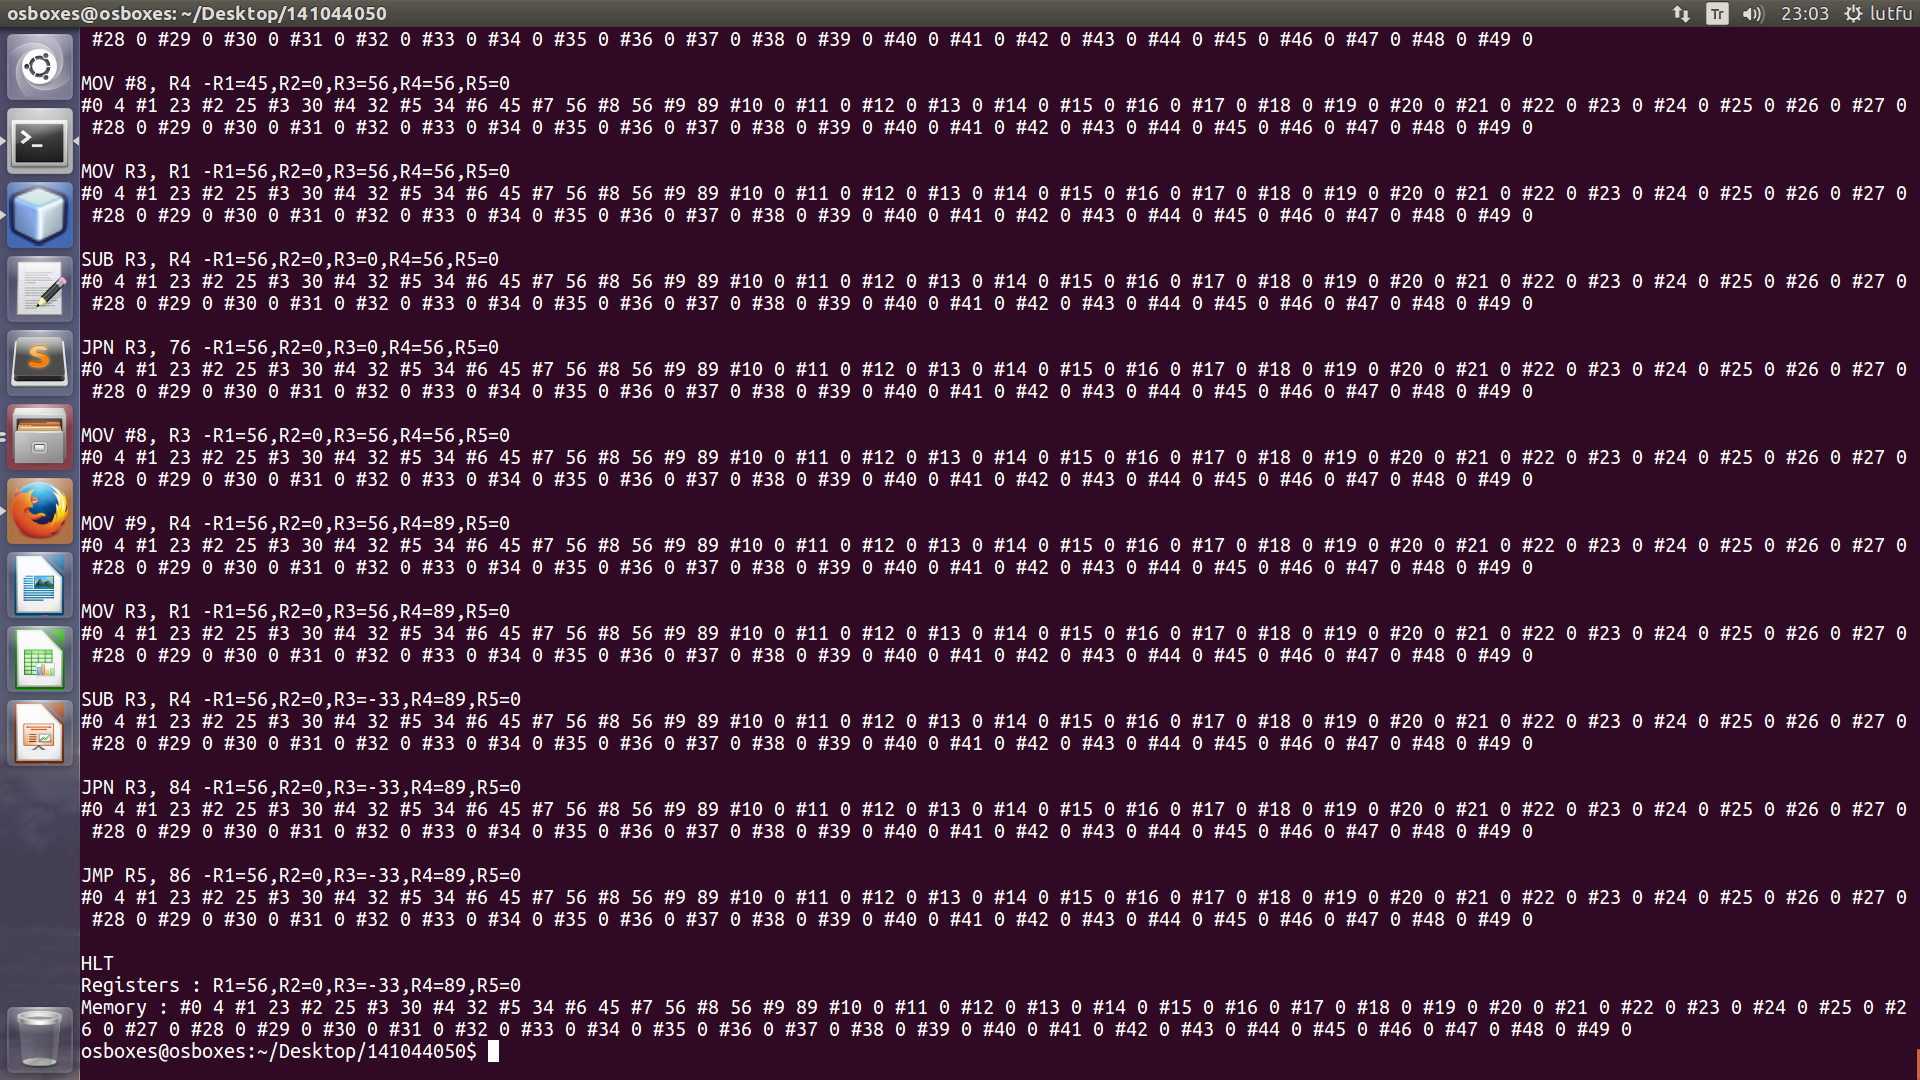 osboxes@osboxes: ~/Desktop/141044050 Tr 23:03 lutfu
#28 0 #29 0 #30 0 #31 0 #32 0 #33 0 #34 0 #35 0 #36 0 #37 0 #38 0 #39 0 #40 0 #41 0 #42 0 #43 0 #44 0 #45 0 #46 0 #47 0 #48 0 #49 0
MOV #8, R4 -R1=45,R2=0,R3=56,R4=56,R5=0
#0 4 #1 23 #2 25 #3 30 #4 32 #5 34 #6 45 #7 56 #8 56 #9 89 #10 0 #11 0 #12 0 #13 0 #14 0 #15 0 #16 0 #17 0 #18 0 #19 0 #20 0 #21 0 #22 0 #23 0 #24 0 #25 0 #26 0 #27 0
#28 0 #29 0 #30 0 #31 0 #32 0 #33 0 #34 0 #35 0 #36 0 #37 0 #38 0 #39 0 #40 0 #41 0 #42 0 #43 0 #44 0 #45 0 #46 0 #47 0 #48 0 #49 0
MOV R3, R1 -R1=56,R2=0,R3=56,R4=56,R5=0
#0 4 #1 23 #2 25 #3 30 #4 32 #5 34 #6 45 #7 56 #8 56 #9 89 #10 0 #11 0 #12 0 #13 0 #14 0 #15 0 #16 0 #17 0 #18 0 #19 0 #20 0 #21 0 #22 0 #23 0 #24 0 #25 0 #26 0 #27 0
#28 0 #29 0 #30 0 #31 0 #32 0 #33 0 #34 0 #35 0 #36 0 #37 0 #38 0 #39 0 #40 0 #41 0 #42 0 #43 0 #44 0 #45 0 #46 0 #47 0 #48 0 #49 0
SUB R3, R4 -R1=56,R2=0,R3=0,R4=56,R5=0
#0 4 #1 23 #2 25 #3 30 #4 32 #5 34 #6 45 #7 56 #8 56 #9 89 #10 0 #11 0 #12 0 #13 0 #14 0 #15 0 #16 0 #17 0 #18 0 #19 0 #20 0 #21 0 #22 0 #23 0 #24 0 #25 0 #26 0 #27 0
#28 0 #29 0 #30 0 #31 0 #32 0 #33 0 #34 0 #35 0 #36 0 #37 0 #38 0 #39 0 #40 0 #41 0 #42 0 #43 0 #44 0 #45 0 #46 0 #47 0 #48 0 #49 0
JPN R3, 76 -R1=56,R2=0,R3=0,R4=56,R5=0
#0 4 #1 23 #2 25 #3 30 #4 32 #5 34 #6 45 #7 56 #8 56 #9 89 #10 0 #11 0 #12 0 #13 0 #14 0 #15 0 #16 0 #17 0 #18 0 #19 0 #20 0 #21 0 #22 0 #23 0 #24 0 #25 0 #26 0 #27 0
#28 0 #29 0 #30 0 #31 0 #32 0 #33 0 #34 0 #35 0 #36 0 #37 0 #38 0 #39 0 #40 0 #41 0 #42 0 #43 0 #44 0 #45 0 #46 0 #47 0 #48 0 #49 0
MOV #8, R3 -R1=56,R2=0,R3=56,R4=56,R5=0
#0 4 #1 23 #2 25 #3 30 #4 32 #5 34 #6 45 #7 56 #8 56 #9 89 #10 0 #11 0 #12 0 #13 0 #14 0 #15 0 #16 0 #17 0 #18 0 #19 0 #20 0 #21 0 #22 0 #23 0 #24 0 #25 0 #26 0 #27 0
#28 0 #29 0 #30 0 #31 0 #32 0 #33 0 #34 0 #35 0 #36 0 #37 0 #38 0 #39 0 #40 0 #41 0 #42 0 #43 0 #44 0 #45 0 #46 0 #47 0 #48 0 #49 0
MOV #9, R4 -R1=56,R2=0,R3=56,R4=89,R5=0
#0 4 #1 23 #2 25 #3 30 #4 32 #5 34 #6 45 #7 56 #8 56 #9 89 #10 0 #11 0 #12 0 #13 0 #14 0 #15 0 #16 0 #17 0 #18 0 #19 0 #20 0 #21 0 #22 0 #23 0 #24 0 #25 0 #26 0 #27 0
#28 0 #29 0 #30 0 #31 0 #32 0 #33 0 #34 0 #35 0 #36 0 #37 0 #38 0 #39 0 #40 0 #41 0 #42 0 #43 0 #44 0 #45 0 #46 0 #47 0 #48 0 #49 0
MOV R3, R1 -R1=56,R2=0,R3=56,R4=89,R5=0
#0 4 #1 23 #2 25 #3 30 #4 32 #5 34 #6 45 #7 56 #8 56 #9 89 #10 0 #11 0 #12 0 #13 0 #14 0 #15 0 #16 0 #17 0 #18 0 #19 0 #20 0 #21 0 #22 0 #23 0 #24 0 #25 0 #26 0 #27 0
#28 0 #29 0 #30 0 #31 0 #32 0 #33 0 #34 0 #35 0 #36 0 #37 0 #38 0 #39 0 #40 0 #41 0 #42 0 #43 0 #44 0 #45 0 #46 0 #47 0 #48 0 #49 0
SUB R3, R4 -R1=56,R2=0,R3=-33,R4=89,R5=0
#0 4 #1 23 #2 25 #3 30 #4 32 #5 34 #6 45 #7 56 #8 56 #9 89 #10 0 #11 0 #12 0 #13 0 #14 0 #15 0 #16 0 #17 0 #18 0 #19 0 #20 0 #21 0 #22 0 #23 0 #24 0 #25 0 #26 0 #27 0
#28 0 #29 0 #30 0 #31 0 #32 0 #33 0 #34 0 #35 0 #36 0 #37 0 #38 0 #39 0 #40 0 #41 0 #42 0 #43 0 #44 0 #45 0 #46 0 #47 0 #48 0 #49 0
JPN R3, 84 -R1=56,R2=0,R3=-33,R4=89,R5=0
#0 4 #1 23 #2 25 #3 30 #4 32 #5 34 #6 45 #7 56 #8 56 #9 89 #10 0 #11 0 #12 0 #13 0 #14 0 #15 0 #16 0 #17 0 #18 0 #19 0 #20 0 #21 0 #22 0 #23 0 #24 0 #25 0 #26 0 #27 0
#28 0 #29 0 #30 0 #31 0 #32 0 #33 0 #34 0 #35 0 #36 0 #37 0 #38 0 #39 0 #40 0 #41 0 #42 0 #43 0 #44 0 #45 0 #46 0 #47 0 #48 0 #49 0
JMP R5, 86 -R1=56,R2=0,R3=-33,R4=89,R5=0
#0 4 #1 23 #2 25 #3 30 #4 32 #5 34 #6 45 #7 56 #8 56 #9 89 #10 0 #11 0 #12 0 #13 0 #14 0 #15 0 #16 0 #17 0 #18 0 #19 0 #20 0 #21 0 #22 0 #23 0 #24 0 #25 0 #26 0 #27 0
#28 0 #29 0 #30 0 #31 0 #32 0 #33 0 #34 0 #35 0 #36 0 #37 0 #38 0 #39 0 #40 0 #41 0 #42 0 #43 0 #44 0 #45 0 #46 0 #47 0 #48 0 #49 0
HLT
Registers : R1=56,R2=0,R3=-33,R4=89,R5=0
Memory : #0 4 #1 23 #2 25 #3 30 #4 32 #5 34 #6 45 #7 56 #8 56 #9 89 #10 0 #11 0 #12 0 #13 0 #14 0 #15 0 #16 0 #17 0 #18 0 #19 0 #20 0 #21 0 #22 0 #23 0 #24 0 #25 0 #2
6 0 #27 0 #28 0 #29 0 #30 0 #31 0 #32 0 #33 0 #34 0 #35 0 #36 0 #37 0 #38 0 #39 0 #40 0 #41 0 #42 0 #43 0 #44 0 #45 0 #46 0 #47 0 #48 0 #49 0
osboxes@osboxes:~/Desktop/141044050$